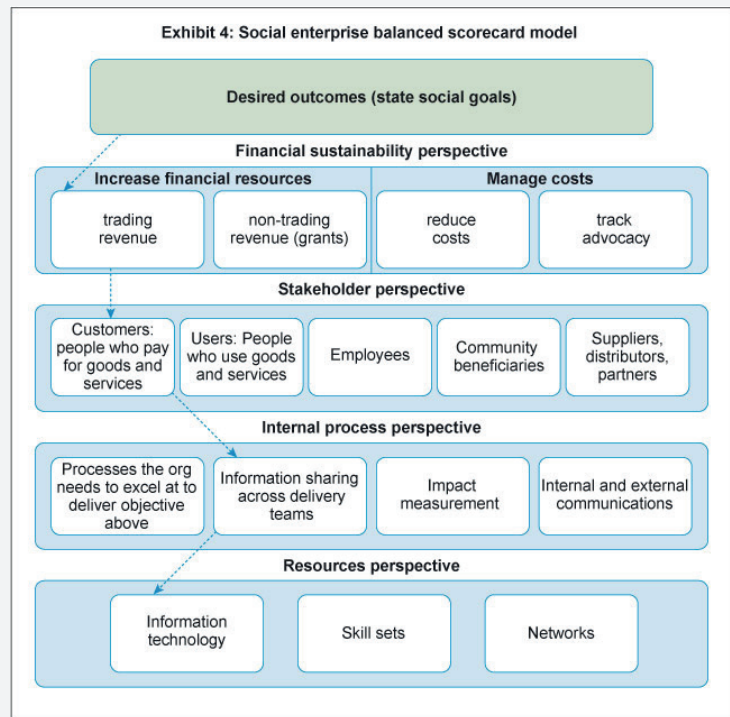 Exhibit 4: Social enterprise balanced scorecard model
Desired outcomes (state social goals)
Financial sustainability perspective
Increase financial resources
Manage costs
trading
revenue
non-trading
revenue (grants)
reduce
costs
track
advocacy
Stakeholder perspective
Customers:
people who pay
for goods and
services
Users: People
who use goods
and services
Employees
Community
beneficiaries
Suppliers,
distributors,
partners
Internal process perspective
Processes the org
needs to excel at to
deliver objective
above
Information sharing
across delivery
teams
Impact
measurement
Internal and external
communications
Resources perspective
Information
technology
Skill sets
Networks